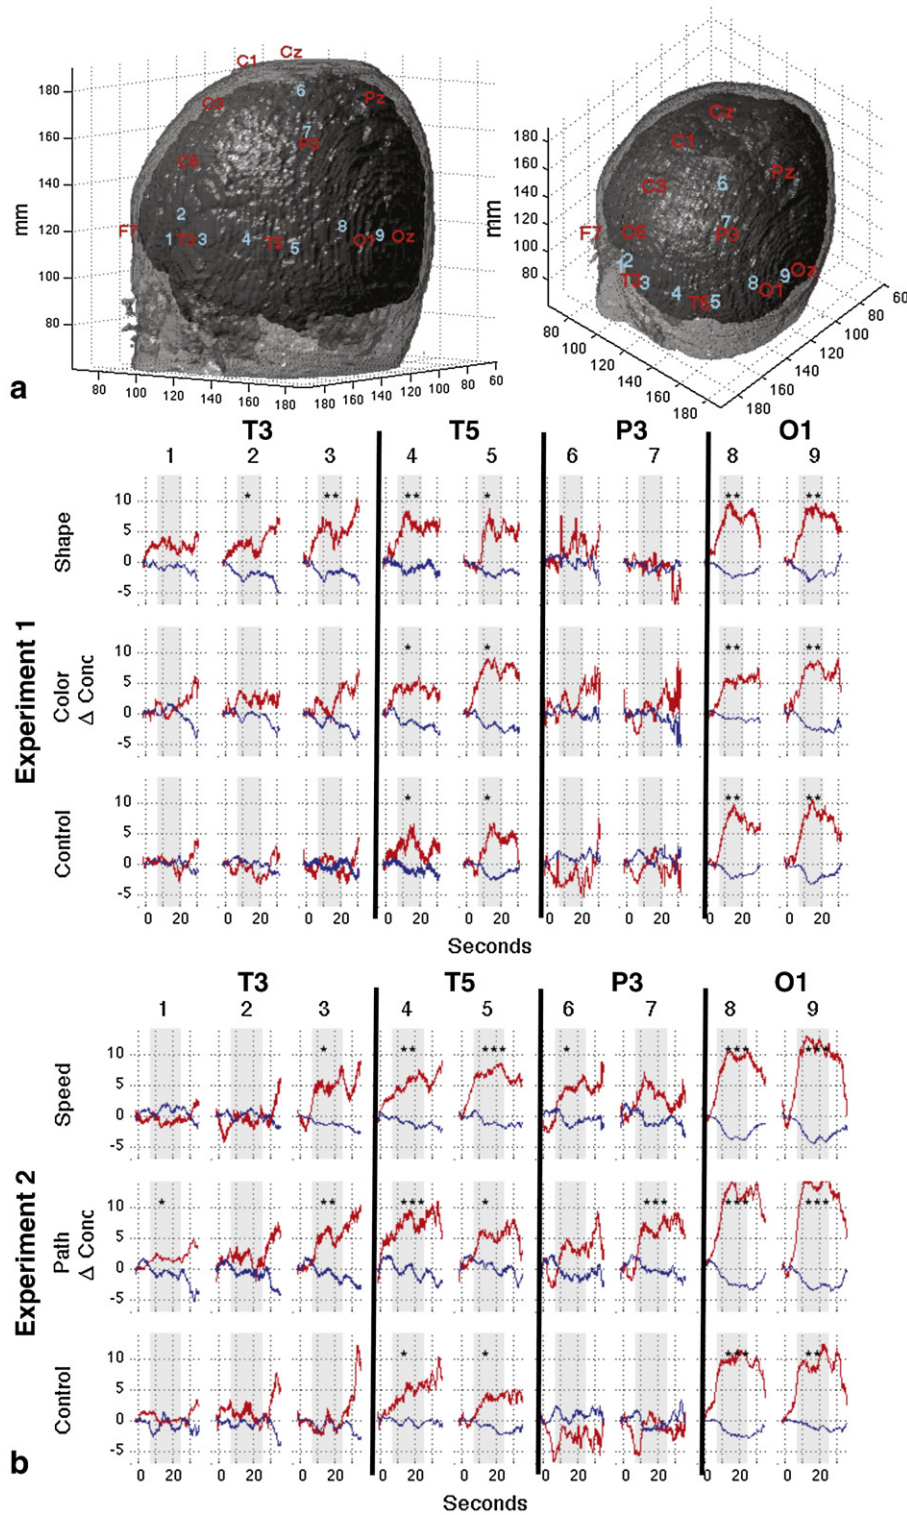 C1 Cz
180 C3 6 Pz
160 7
P3
C5
140
2
120 F7 1 T3 3 4 T5 5 8 O1 9 Oz
100
80
mm
80 100 120 140 160 180 180 160 140 120 100 80 60
Cz
C1
180
Pz
160
C3 6
140
7
120 F7 C5 P3
100
1 2
80 T3 3 4 T5 5 8 O1 9 Oz
mm
80 100 120 140 160 180
60 80 100 120 140 160 180
a
T3 T5 P3 O1
1 2 3 4 5 6 7 8 9
Experiment 1
Shape
10
5
0
-5
★ ★★ ★★ ★ ★★ ★★
Color
Δ Conc
10
5
0
-5
★ ★ ★★ ★★
Control
10
5
0
-5
★ ★ ★★ ★★
0 20 0 20 0 20 0 20 0 20 0 20 0 20 0 20 0 20
Seconds
T3 T5 P3 O1
1 2 3 4 5 6 7 8 9
Experiment 2
Speed
10
5
0
-5
★ ★★ ★★★ ★ ★★★ ★★★
Path
Δ Conc
10
5
0
-5
★ ★★ ★★★ ★ ★★★ ★★★ ★★★
Control
10
5
0
-5
★ ★ ★★★ ★★
0 20 0 20 0 20 0 20 0 20 0 20 0 20 0 20 0 20
Seconds
b